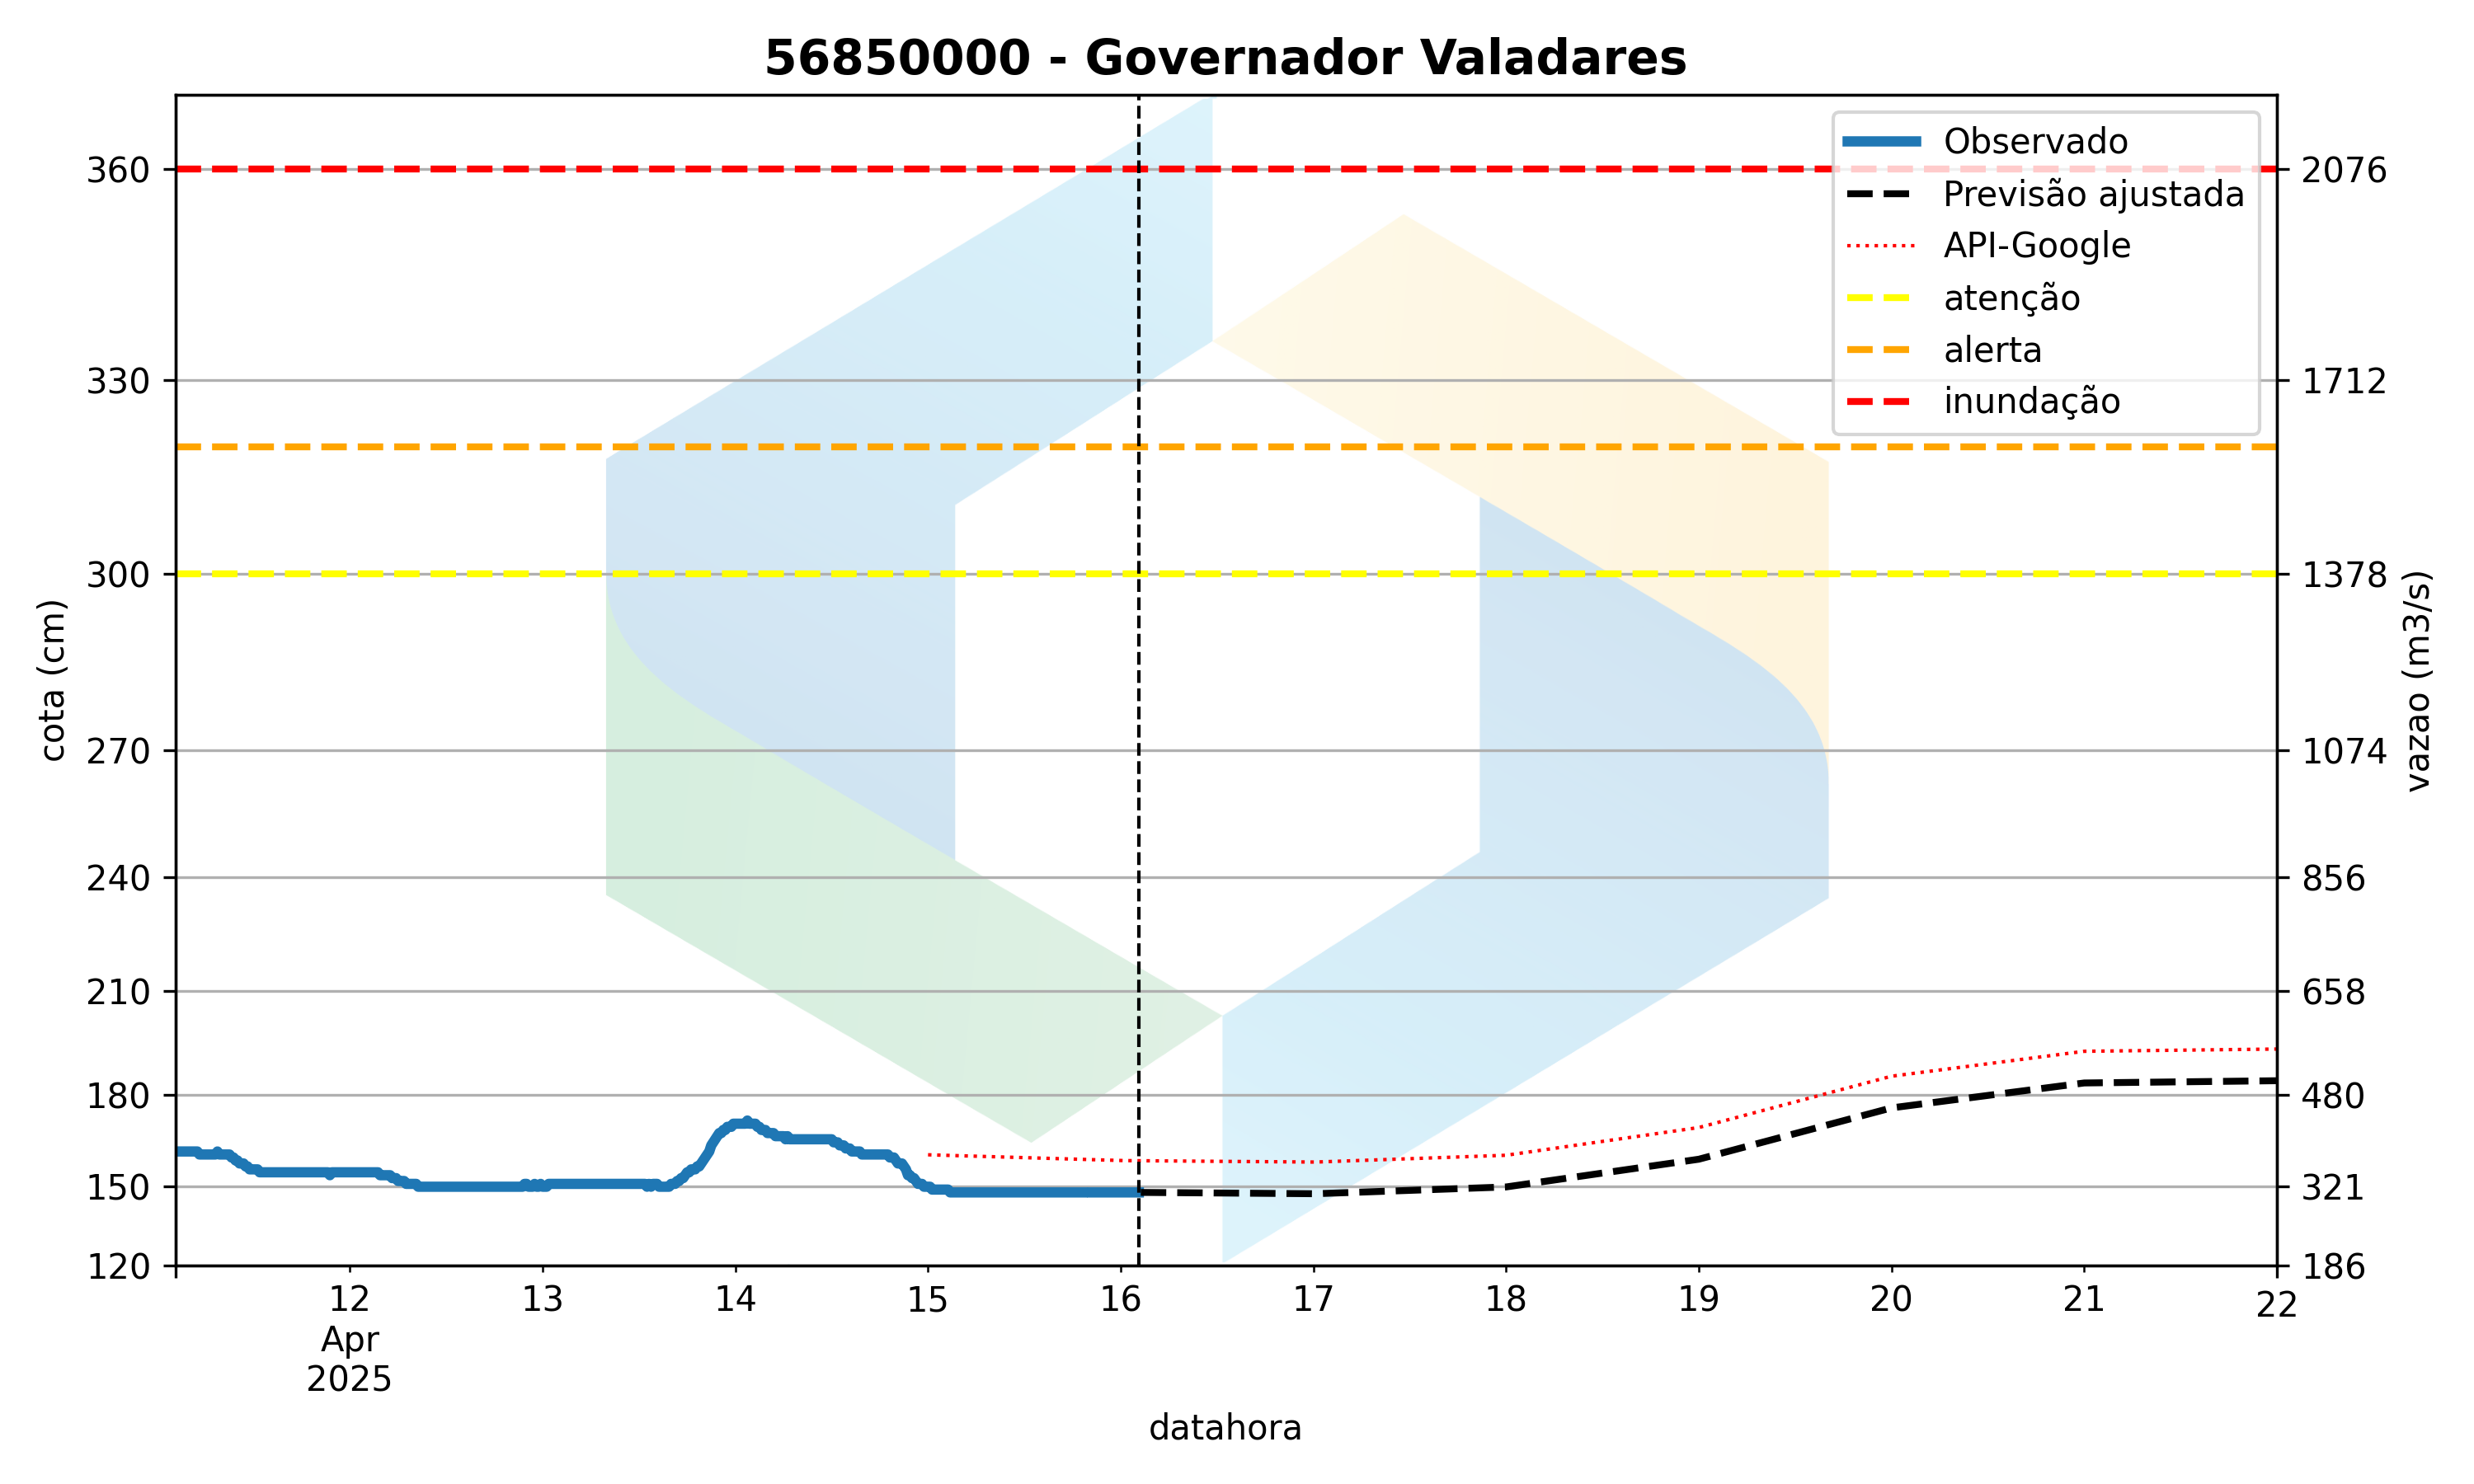 56850000 - Governador Valadares
Observado
Previsão ajustada
API-Google
atenção
alerta
inundação
cota (cm)
360
330
300
270
240
210
180
150
120
2076
1712
1378
1074
856
658
480
321
186
vazao (m3/s)
12 13 14 15 16 17 18 19 20 21 22
Apr
2025
datahora